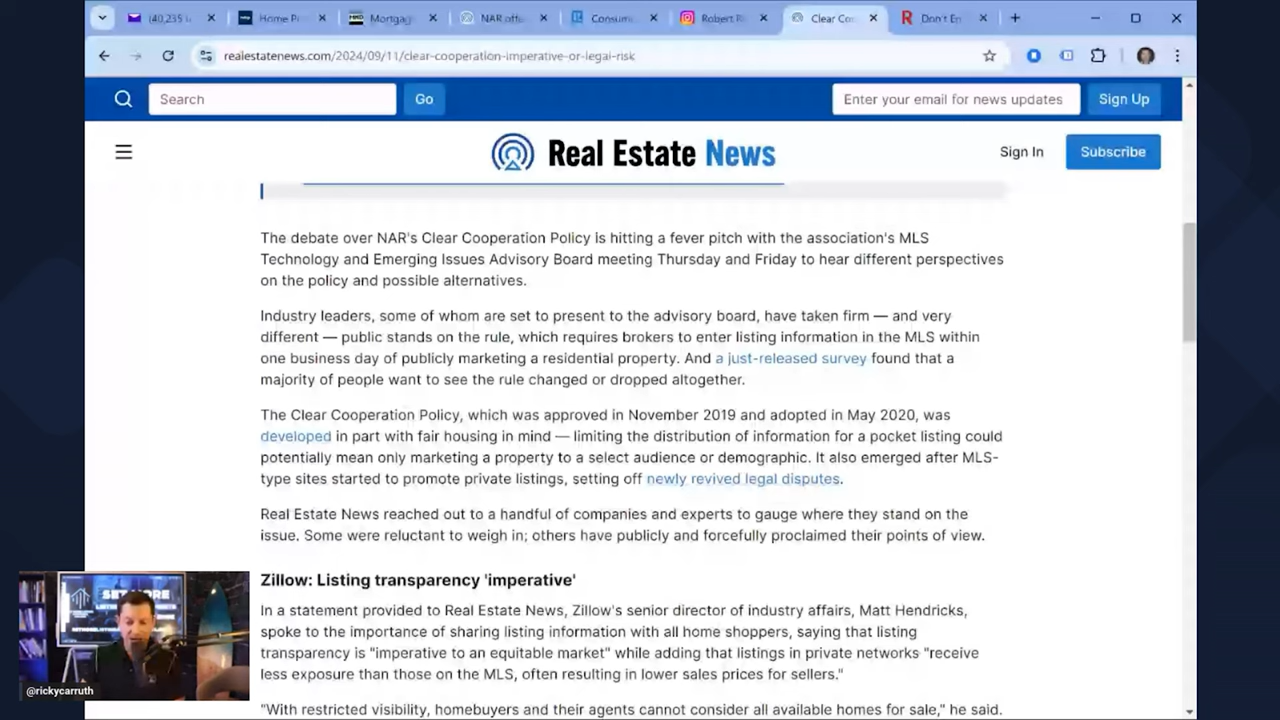 (40,235
Home P
Mortgag
NAR offi
Consum
Robert R
Clear Co
Don't En
realestatenews.com/2024/09/11/clear-cooperation-imperative-or-legal-risk
Search
Go
Enter your email for news updates
Sign Up
Real Estate News
Sign In
Subscribe
The debate over NAR's Clear Cooperation Policy is hitting a fever pitch with the association's MLS
Technology and Emerging Issues Advisory Board meeting Thursday and Friday to hear different perspectives
on the policy and possible alternatives.
Industry leaders, some of whom are set to present to the advisory board, have taken firm — and very
different — public stands on the rule, which requires brokers to enter listing information in the MLS within
one business day of publicly marketing a residential property. And a just-released survey found that a
majority of people want to see the rule changed or dropped altogether.
The Clear Cooperation Policy, which was approved in November 2019 and adopted in May 2020, was
developed in part with fair housing in mind — limiting the distribution of information for a pocket listing could
potentially mean only marketing a property to a select audience or demographic. It also emerged after MLS-
type sites started to promote private listings, setting off newly revived legal disputes.
Real Estate News reached out to a handful of companies and experts to gauge where they stand on the
issue. Some were reluctant to weigh in; others have publicly and forcefully proclaimed their points of view.
Zillow: Listing transparency 'imperative'
In a statement provided to Real Estate News, Zillow's senior director of industry affairs, Matt Hendricks,
spoke to the importance of sharing listing information with all home shoppers, saying that listing
transparency is "imperative to an equitable market" while adding that listings in private networks "receive
less exposure than those on the MLS, often resulting in lower sales prices for sellers."
"With restricted visibility, homebuyers and their agents cannot consider all available homes for sale," he said.
@rickycarruth